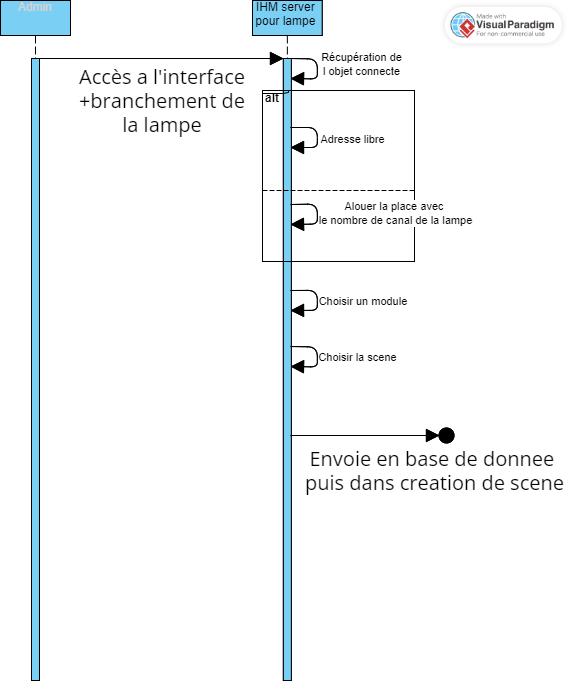 Admin
IHM server
pour lampe
Made with
Visual Paradigm
For non-commercial use
Récupération de
l objet connecte
Accès a l'interface
+branchement de
la lampe
alt
Adresse libre
Alouer la place avec
le nombre de canal de la lampe
Choisir un module
Choisir la scene
Envoie en base de donnee
puis dans creation de scene